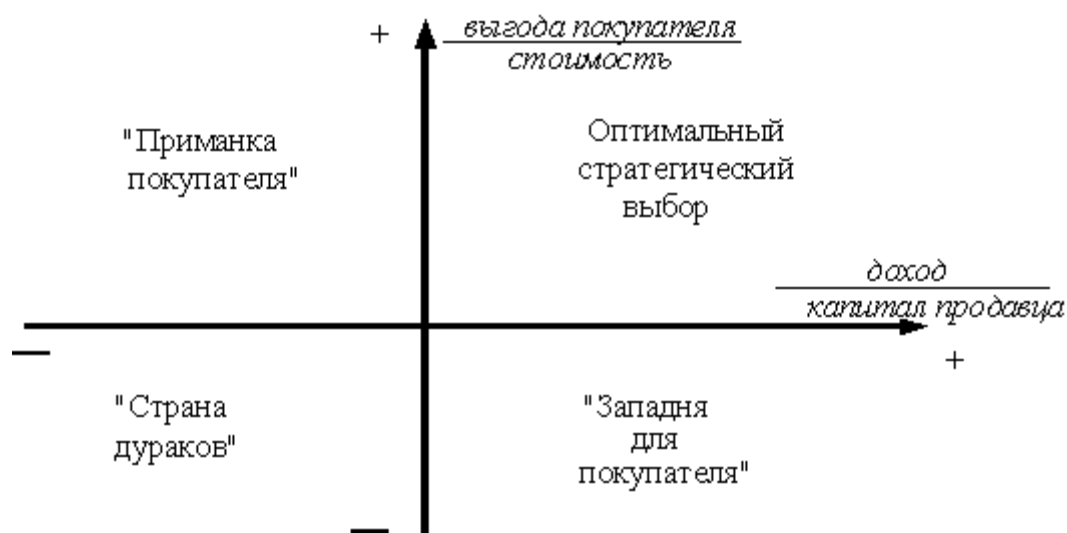 +
выгода покупателя
стоимость
"Приманка
покупателя"
Оптимальный
стратегический
выбор
доход
капитал продавца
—
+
"Страна
дураков"
"Западня
для
покупателя"
—